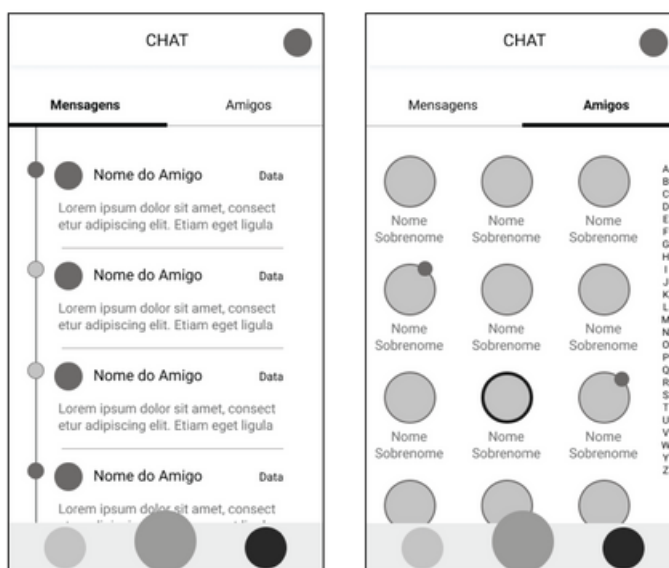 CHAT
Mensagens Amigos
Nome do Amigo Data
Lorem ipsum dolor sit amet, consect
etur adipiscing elit. Etiam eget ligula
Nome do Amigo Data
Lorem ipsum dolor sit amet, consect
etur adipiscing elit. Etiam eget ligula
Nome do Amigo Data
Lorem ipsum dolor sit amet, consect
etur adipiscing elit. Etiam eget ligula
Nome do Amigo Data
Lorem ipsum dolor sit amet, consect
CHAT
Mensagens Amigos
Nome Nome Nome
Sobrenome Sobrenome Sobrenome
Nome Nome Nome
Sobrenome Sobrenome Sobrenome
Nome Nome Nome
Sobrenome Sobrenome Sobrenome
A
B
C
D
E
F
G
H
I
J
K
L
M
N
O
P
Q
R
S
T
U
V
W
Y
Z